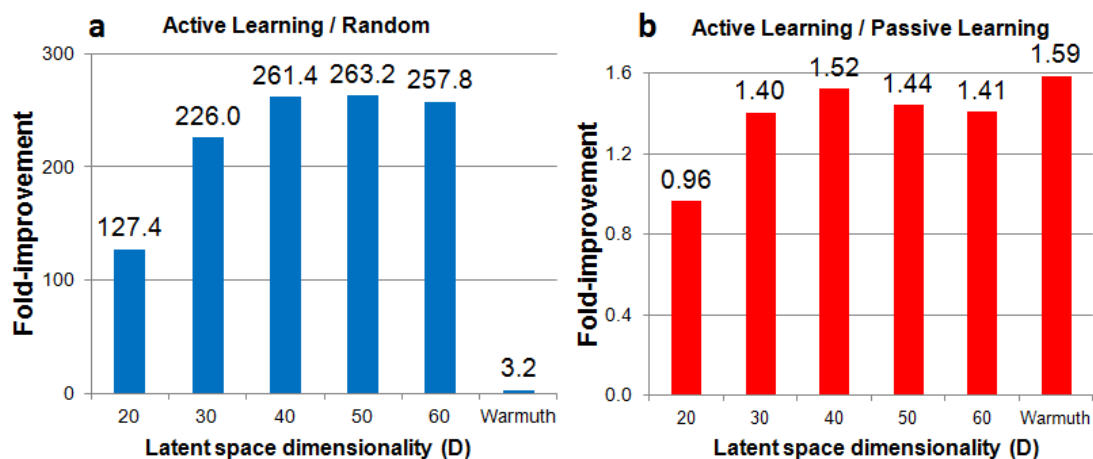 a
Active Learning / Random
300
200
100
0
Fold-improvement
127.4
226.0
261.4
263.2
257.8
3.2
20 30 40 50 60 Warmuth
Latent space dimensionality (D)
b
Active Learning / Passive Learning
1.6
1.2
0.8
0.4
0.0
Fold-improvement
0.96
1.40
1.52
1.44
1.41
1.59
20 30 40 50 60 Warmuth
Latent space dimensionality (D)